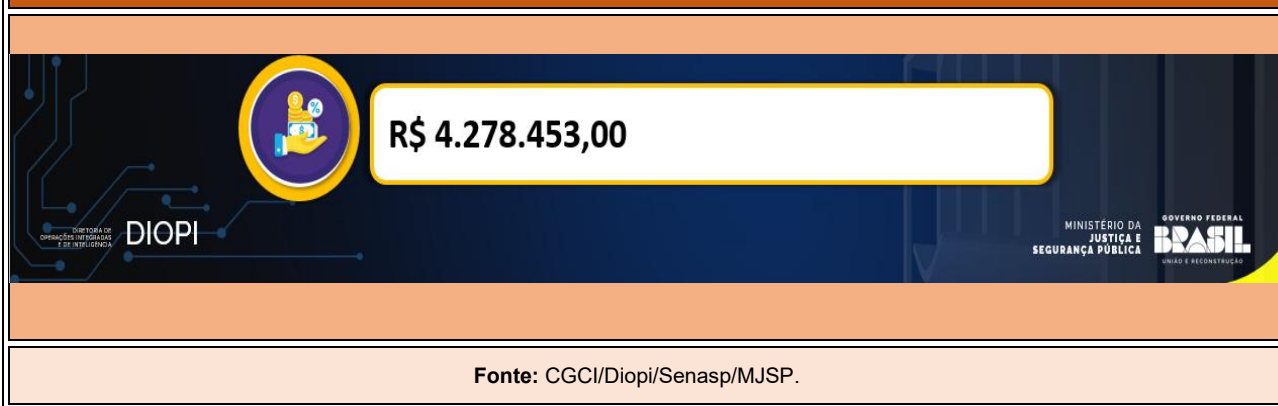 R$ 4.278.453,00
DIRETORIA DE
OPERAÇÕES INTEGRADAS
E DE INTELIGÊNCIA
DIOPI
MINISTÉRIO DA
JUSTIÇA E
SEGURANÇA PÚBLICA
GOVERNO FEDERAL
BRASIL
UNIÃO E RECONSTRUÇÃO
Fonte: CGCI/Diopi/Senasp/MJSP.